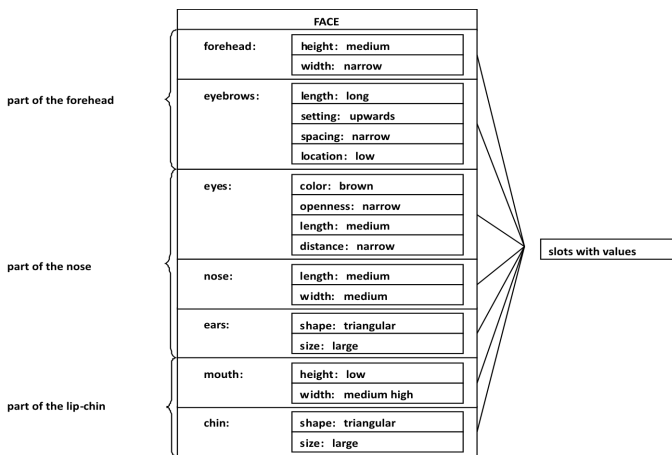 FACE
forehead: height: medium
width: narrow
part of the forehead
eyebrows: length: long
setting: upwards
spacing: narrow
location: low
eyes: color: brown
openness: narrow
length: medium
distance: narrow
slots with values
part of the nose
nose: length: medium
width: medium
ears: shape: triangular
size: large
mouth: height: low
width: medium high
part of the lip-chin
chin: shape: triangular
size: large